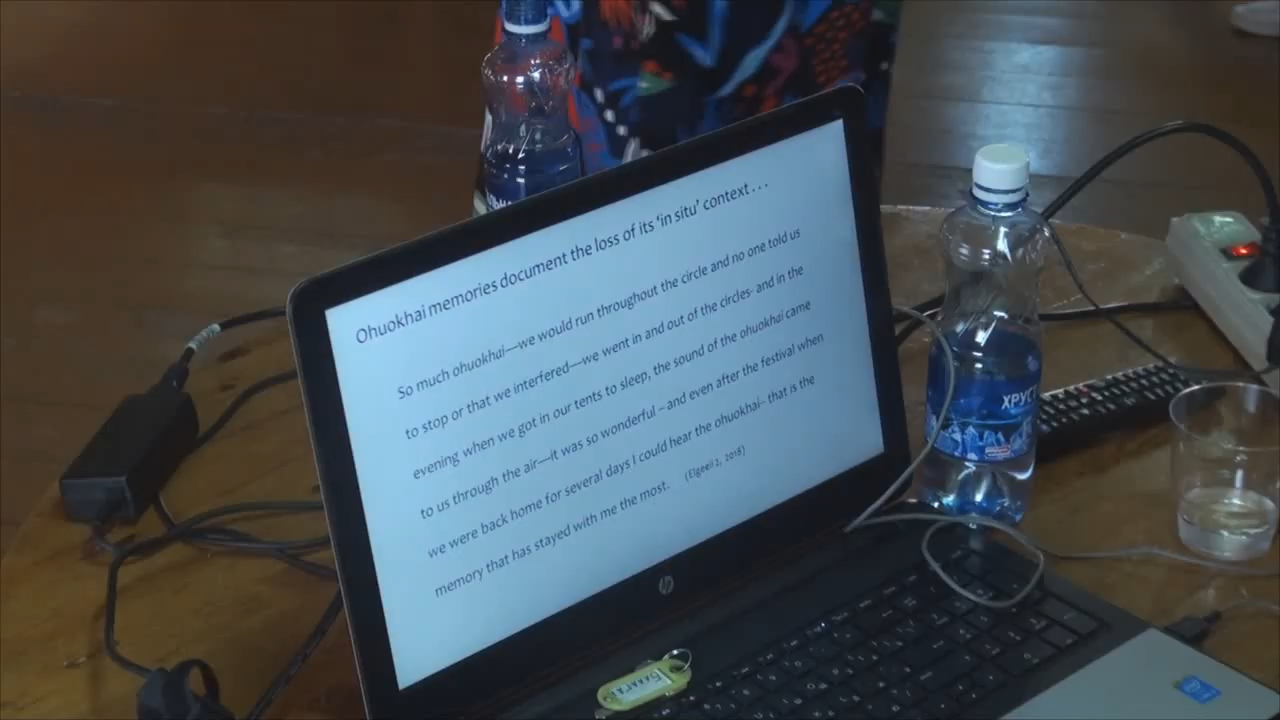 Ohuokhai memories document the loss of its ‘in situ’ context . . .
So much ohuokhai—we would run throughout the circle and no one told us
to stop or that we interfered—we went in and out of the circles- and in the
evening when we got in our tents to sleep, the sound of the ohuokhai came
to us through the air—it was so wonderful – and even after the festival when
we were back home for several days I could hear the ohuokhai– that is the
memory that has stayed with me the most. (Elgeeii 2, 2016)
hp
ХРУСТ
intel